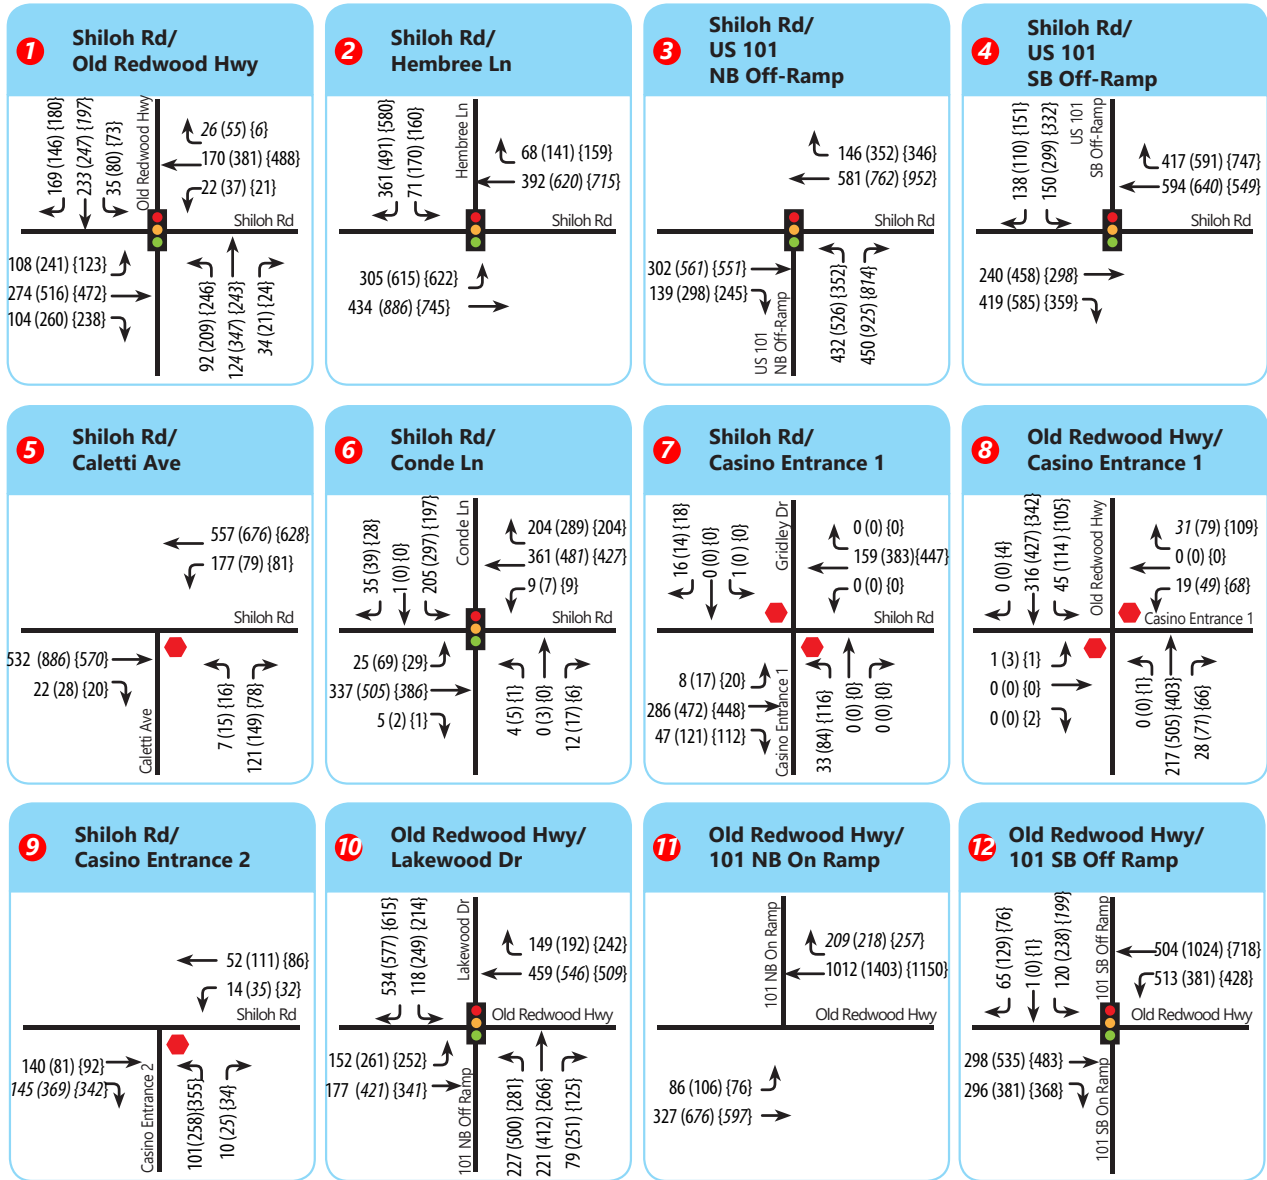 1
Shiloh Rd/
Old Redwood Hwy
169 (146) {180}
233 (247) {197}
35 (80) {73}
Old Redwood Hwy
26 (55) {6}
170 (381) {488}
22 (37) {21}
Shiloh Rd
108 (241) {123}
274 (516) {472}
104 (260) {238}
92 (209) {246}
124 (347) {243}
34 (21) {24}
2
Shiloh Rd/
Hembree Ln
361 (491) {580}
71 (170) {160}
Hembree Ln
68 (141) {159}
392 (620) {715}
Shiloh Rd
305 (615) {622}
434 (886) {745}
3
Shiloh Rd/
US 101
NB Off-Ramp
146 (352) {346}
581 (762) {952}
Shiloh Rd
302 (561) {551}
139 (298) {245}
US 101
NB Off-Ramp
432 (526) {352}
450 (925) {814}
4
Shiloh Rd/
US 101
SB Off-Ramp
138 (110) {151}
150 (299) {332}
US 101
SB Off-Ramp
417 (591) {747}
594 (640) {549}
Shiloh Rd
240 (458) {298}
419 (585) {359}
5
Shiloh Rd/
Caletti Ave
557 (676) {628}
177 (79) {81}
Shiloh Rd
532 (886) {570}
22 (28) {20}
Caletti Ave
7 (15) {16}
121 (149) {78}
6
Shiloh Rd/
Conde Ln
35 (39) {28}
1 (0) {0}
205 (297) {197}
Conde Ln
204 (289) {204}
361 (481) {427}
9 (7) {9}
Shiloh Rd
25 (69) {29}
337 (505) {386}
5 (2) {1}
4 (5) {1}
0 (3) {0}
12 (17) {6}
7
Shiloh Rd/
Casino Entrance 1
16 (14) {18}
0 (0) {0}
1 (0 ) {0}
Gridley Dr
0 (0) {0}
159 (383){447}
0 (0) {0}
Shiloh Rd
8 (17) {20}
286 (472) {448}
47 (121) {112}
Casino Entrance 1
33 (84) {116}
0 (0) {0}
0 (0) {0}
8
Old Redwood Hwy/
Casino Entrance 1
0 (0) {4}
316 (427) {342}
45 (114 ) {105}
Old Redwood Hwy
31 (79) {109}
0 (0) {0}
19 (49) {68}
Casino Entrance 1
1 (3) {1}
0 (0) {0}
0 (0) {2}
0 (0) {1}
217 (505) {403}
28 (77) {66}
9
Shiloh Rd/
Casino Entrance 2
52 (111) {86}
14 (35) {32}
Shiloh Rd
140 (81) {92}
145 (369) {342}
Casino Entrance 2
101(258){355}
10 (25) {34}
10
Old Redwood Hwy/
Lakewood Dr
534 (577) {615}
118 (249) {214}
Lakewood Dr
149 (192) {242}
459 (546) {509}
Old Redwood Hwy
152 (261) {252}
177 (421) {341}
101 NB Off Ramp
227 (500) {281}
221 (412) {266}
79 (251) {125}
11
Old Redwood Hwy/
101 NB On Ramp
101 NB On Ramp
209 (218) {257}
1012 (1403) {1150}
Old Redwood Hwy
86 (106) {76}
327 (676) {597}
12
Old Redwood Hwy/
101 SB Off Ramp
65 (129) {76}
1 (0) {1}
120 (238) {199}
101 SB Off Ramp
504 (1024) {718}
513 (381) {428}
Old Redwood Hwy
298 (535) {483}
296 (381) {368}
101 SB On Ramp